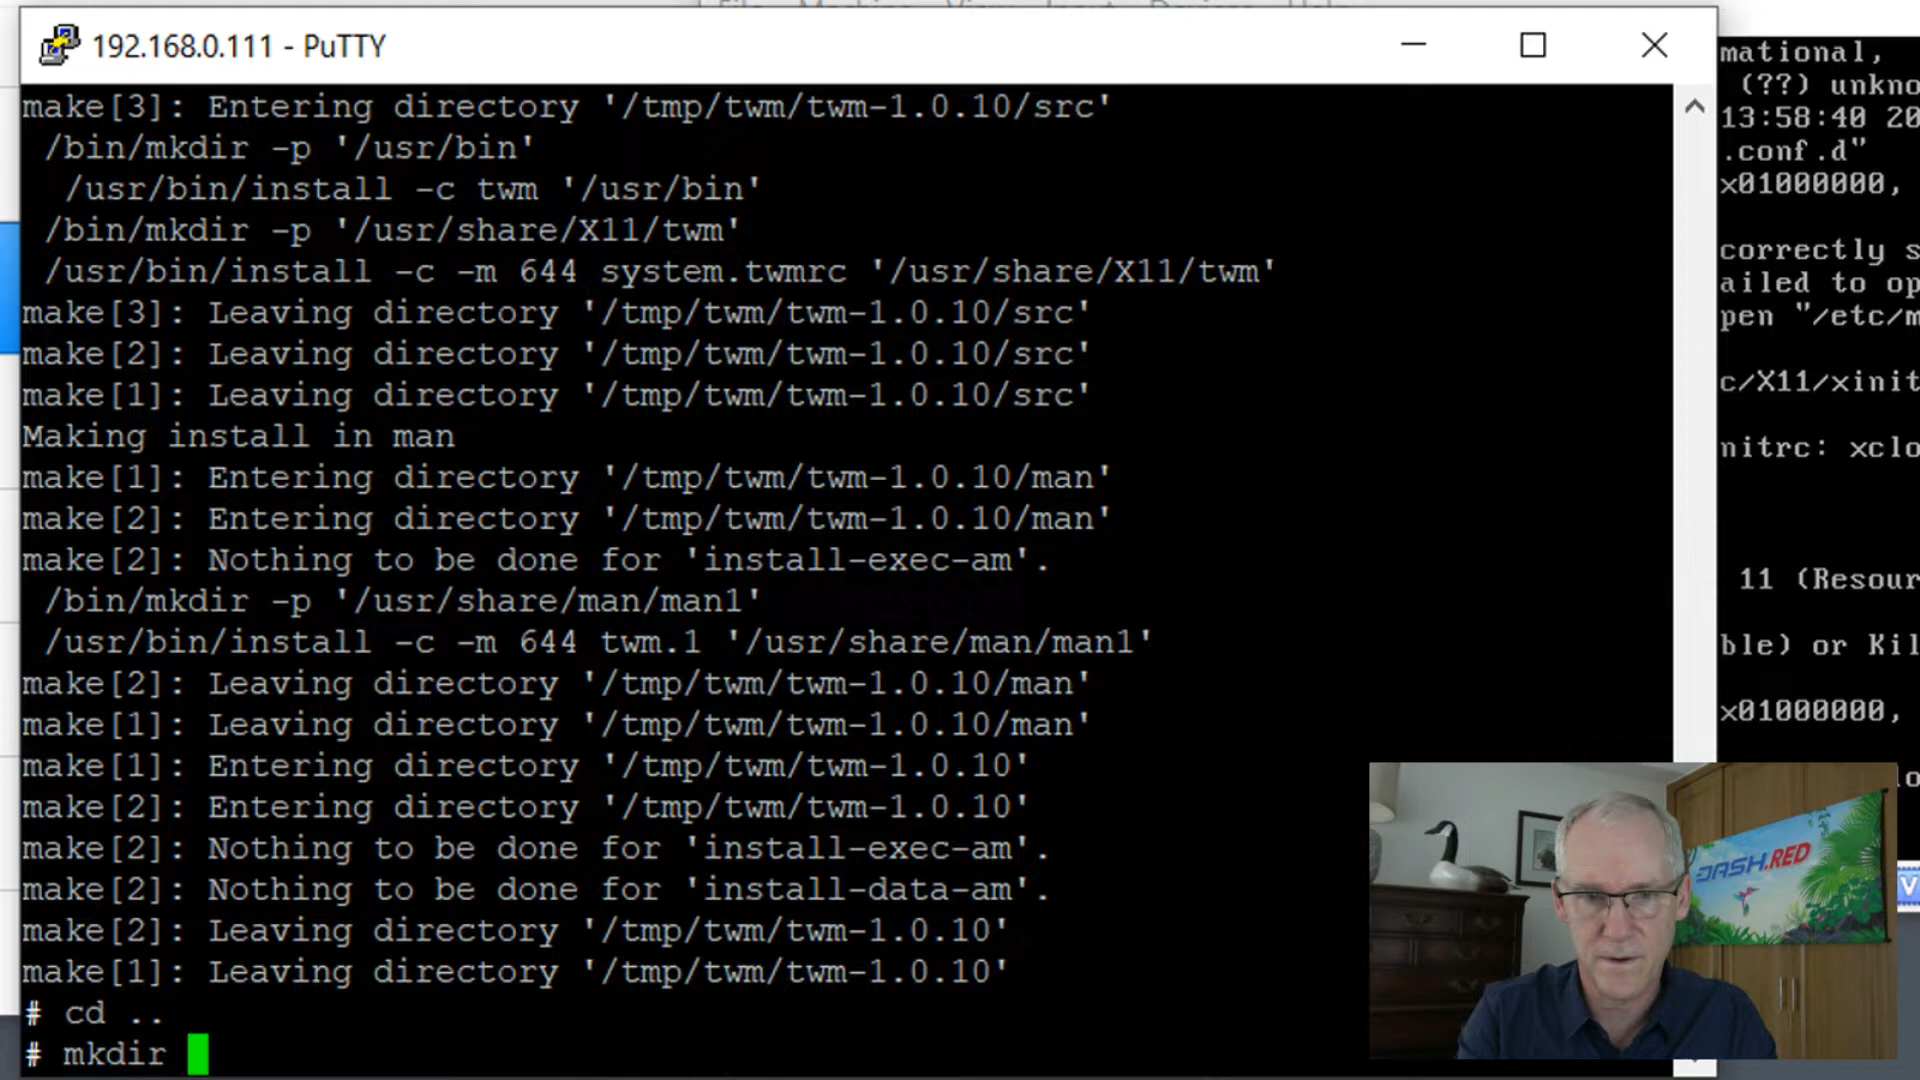 File Machine View Input Devices Help
192.168.0.111 - PuTTY
make[3]: Entering directory '/tmp/twm/twm-1.0.10/src'
 /bin/mkdir -p '/usr/bin'
  /usr/bin/install -c twm '/usr/bin'
 /bin/mkdir -p '/usr/share/X11/twm'
 /usr/bin/install -c -m 644 system.twmrc '/usr/share/X11/twm'
make[3]: Leaving directory '/tmp/twm/twm-1.0.10/src'
make[2]: Leaving directory '/tmp/twm/twm-1.0.10/src'
make[1]: Leaving directory '/tmp/twm/twm-1.0.10/src'
Making install in man
make[1]: Entering directory '/tmp/twm/twm-1.0.10/man'
make[2]: Entering directory '/tmp/twm/twm-1.0.10/man'
make[2]: Nothing to be done for 'install-exec-am'.
 /bin/mkdir -p '/usr/share/man/man1'
 /usr/bin/install -c -m 644 twm.1 '/usr/share/man/man1'
make[2]: Leaving directory '/tmp/twm/twm-1.0.10/man'
make[1]: Leaving directory '/tmp/twm/twm-1.0.10/man'
make[1]: Entering directory '/tmp/twm/twm-1.0.10'
make[2]: Entering directory '/tmp/twm/twm-1.0.10'
make[2]: Nothing to be done for 'install-exec-am'.
make[2]: Nothing to be done for 'install-data-am'.
make[2]: Leaving directory '/tmp/twm/twm-1.0.10'
make[1]: Leaving directory '/tmp/twm/twm-1.0.10'
# cd ..
# mkdir
mational,
(??) unkno
13:58:40 20
.conf.d"
x01000000,
correctly s
ailed to op
pen "/etc/m
c/X11/xinit
nitrc: xclo
11 (Resour
ble) or Kil
x01000000,
lo
DASH.RED
V